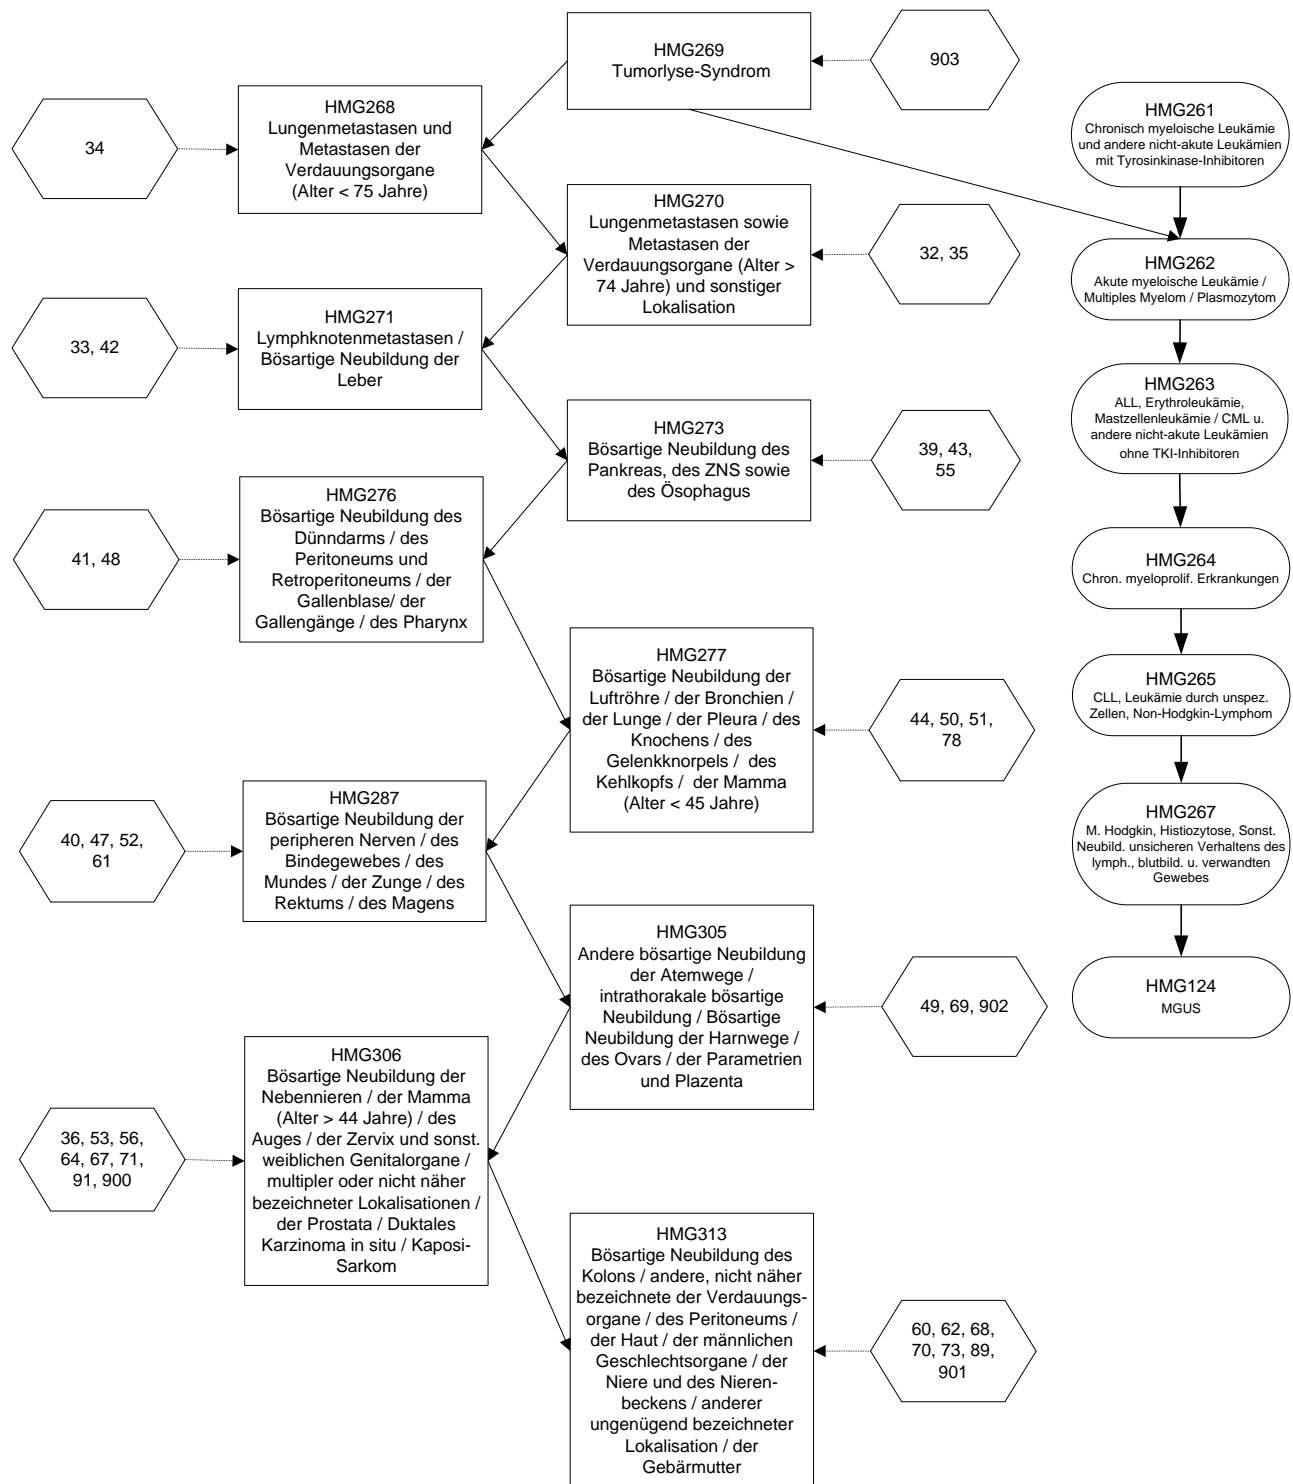 HMG269
Tumorlyse-Syndrom
903
HMG268
Lungenmetastasen und
Metastasen der
Verdauungsorgane
(Alter < 75 Jahre)
34
HMG261
Chronisch myeloische Leukämie
und andere nicht-akute Leukämien
mit Tyrosinkinase-Inhibitoren
HMG270
Lungenmetastasen sowie
Metastasen der
Verdauungsorgane (Alter >
74 Jahre) und sonstiger
Lokalisation
32, 35
HMG262
Akute myeloische Leukämie /
Multiples Myelom / Plasmozytom
HMG271
Lymphknotenmetastasen /
Bösartige Neubildung der
Leber
33, 42
HMG263
ALL, Erythroleukämie,
Mastzellenleukämie / CML u.
andere nicht-akute Leukämien
ohne TKI-Inhibitoren
HMG273
Bösartige Neubildung des
Pankreas, des ZNS sowie
des Ösophagus
39, 43,
55
HMG276
Bösartige Neubildung des
Dünndarms / des
Peritoneums und
Retroperitoneums / der
Gallenblase/ der
Gallengänge / des Pharynx
41, 48
HMG264
Chron. myeloprolif. Erkrankungen
HMG277
Bösartige Neubildung der
Luftröhre / der Bronchien /
der Lunge / der Pleura / des
Knochens / des
Gelenkknorpels / des
Kehlkopfs / der Mamma
(Alter < 45 Jahre)
44, 50, 51,
78
HMG265
CLL, Leukämie durch unspez.
Zellen, Non-Hodgkin-Lymphom
HMG287
Bösartige Neubildung der
peripheren Nerven / des
Bindegewebes / des
Mundes / der Zunge / des
Rektums / des Magens
40, 47, 52,
61
HMG267
M. Hodgkin, Histiozytose, Sonst.
Neubild. unsicheren Verhaltens des
lymph., blutbild. u. verwandten
Gewebes
HMG305
Andere bösartige Neubildung
der Atemwege /
intrathorakale bösartige
Neubildung / Bösartige
Neubildung der Harnwege /
des Ovars / der Parametrien
und Plazenta
49, 69, 902
HMG124
MGUS
HMG306
Bösartige Neubildung der
Nebennieren / der Mamma
(Alter > 44 Jahre) / des
Auges / der Zervix und sonst.
weiblichen Genitalorgane /
multipler oder nicht näher
bezeichneter Lokalisationen /
der Prostata / Duktales
Karzinoma in situ / Kaposi-
Sarkom
36, 53, 56,
64, 67, 71,
91, 900
HMG313
Bösartige Neubildung des
Kolons / andere, nicht näher
bezeichnete der Verdauungs-
organe / des Peritoneums /
der Haut / der männlichen
Geschlechtsorgane / der
Niere und des Nieren-
beckens / anderer
ungenügend bezeichneter
Lokalisation / der
Gebärmutter
60, 62, 68,
70, 73, 89,
901